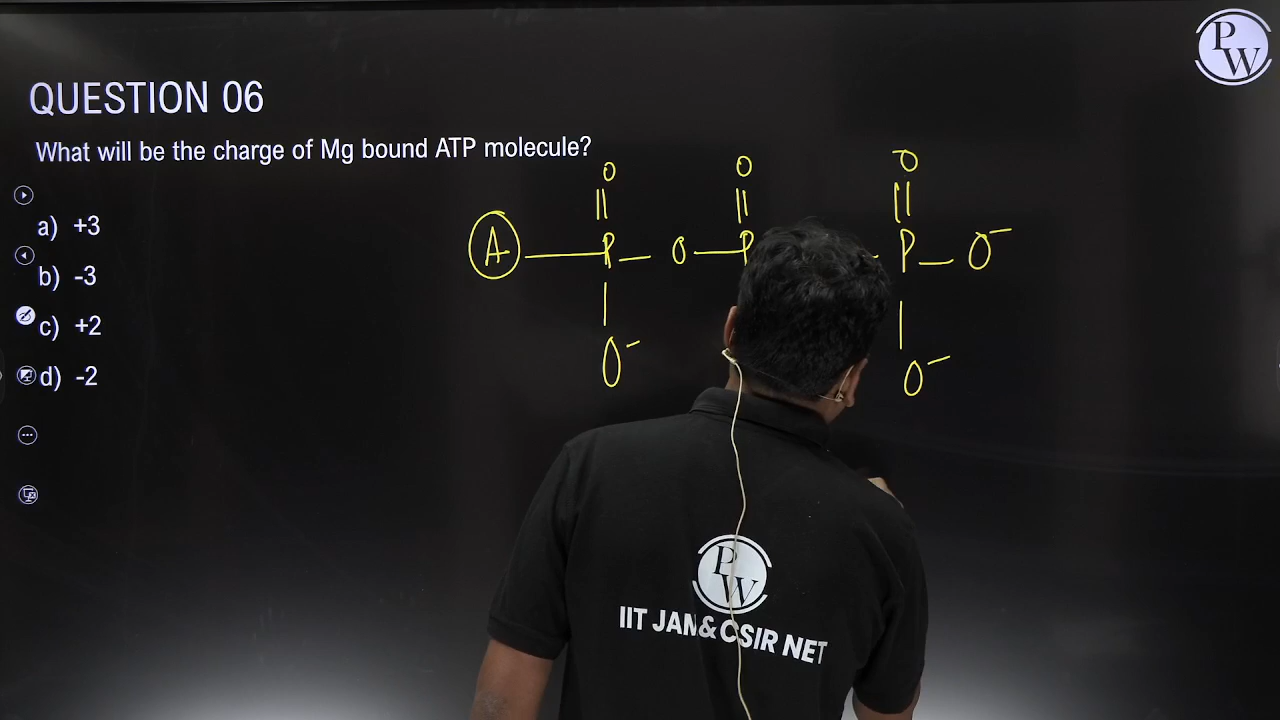 PW
QUESTION 06
What will be the charge of Mg bound ATP molecule?
a) +3
b) -3
c) +2
d) -2
O O O
A P O P P O⁻
O⁻ O⁻
PW
IIT JAM & CSIR NET